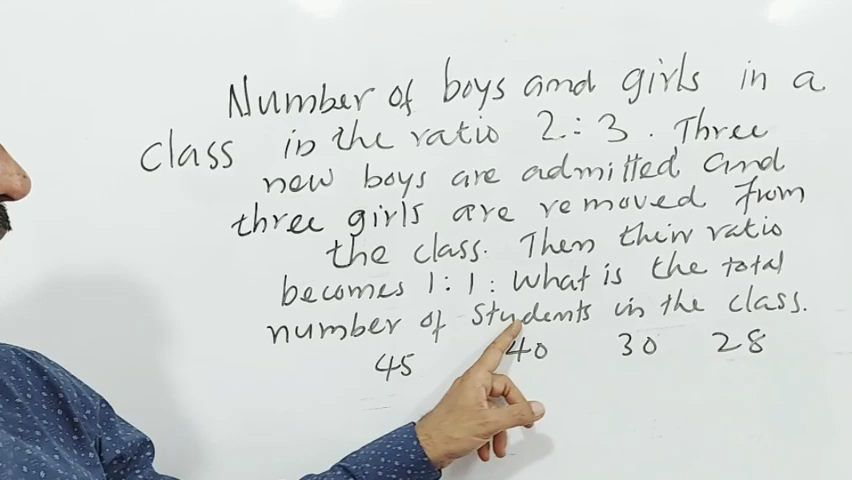 Number of boys and girls in a
class in the ratio 2:3. Three
new boys are admitted and
three girls are removed from
the class. Then their ratio
becomes 1:1: What is the total
number of students in the class.
45 40 30 28